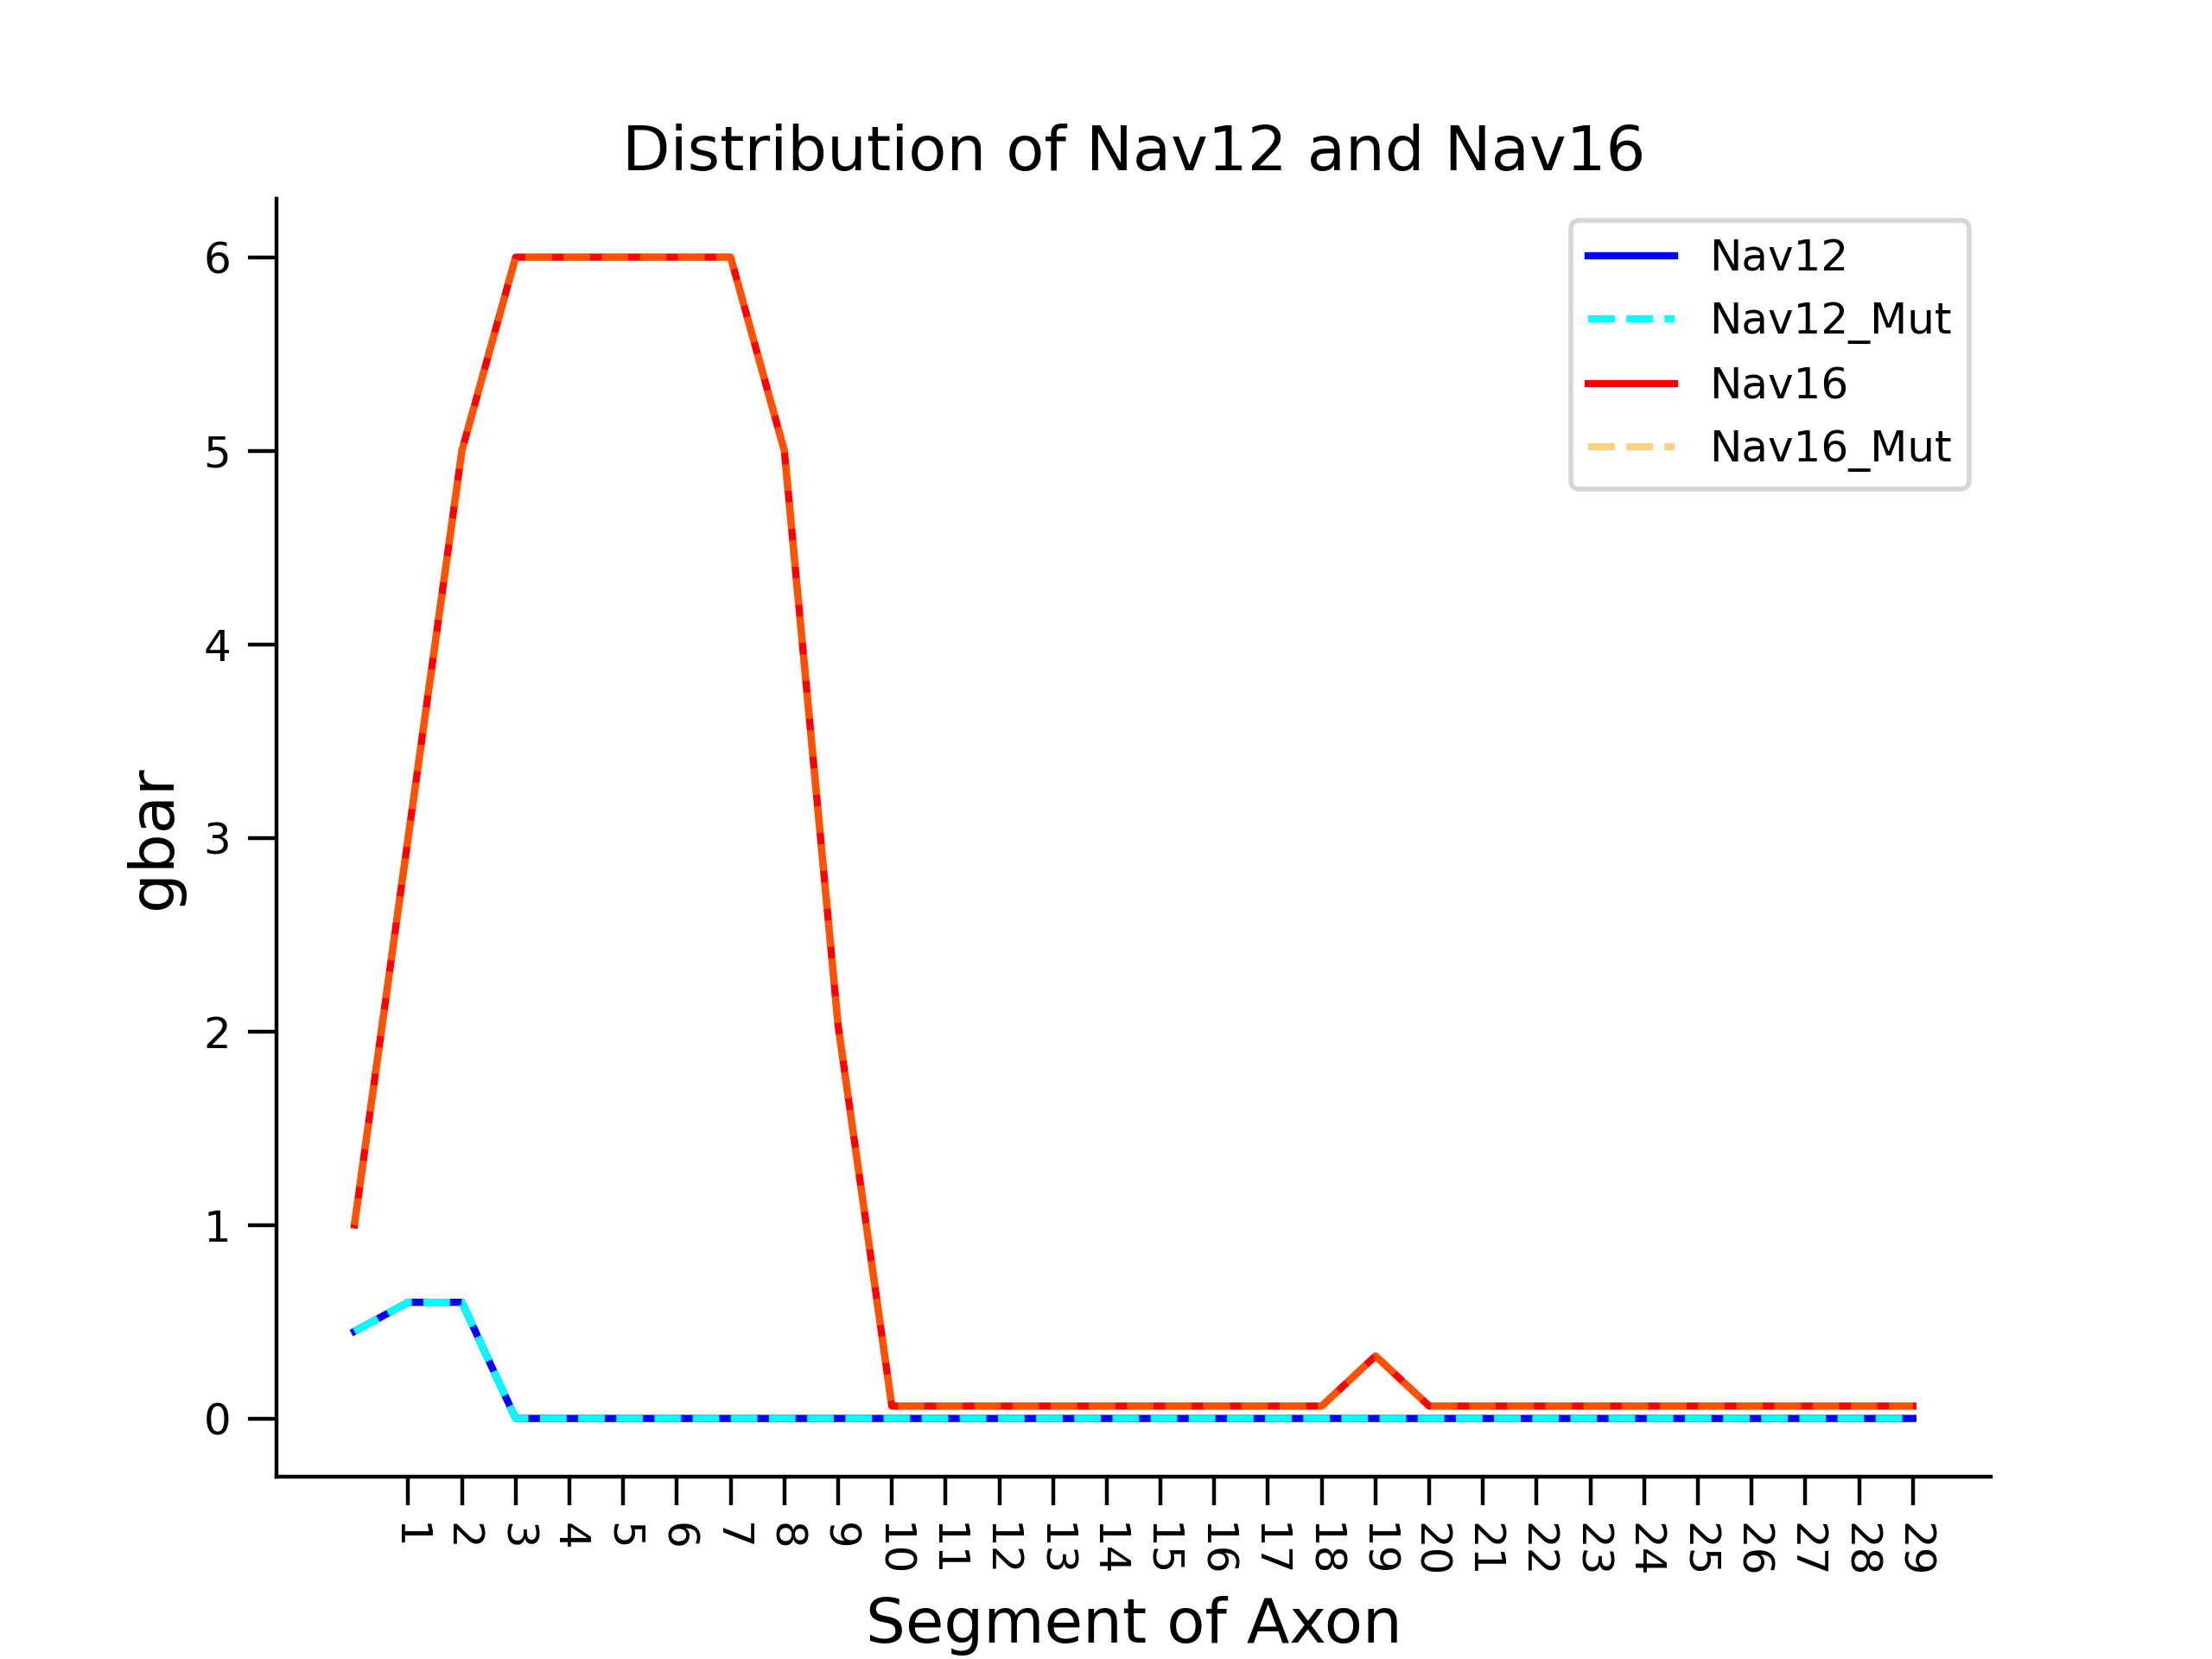 Distribution of Nav12 and Nav16
Nav12
Nav12_Mut
Nav16
Nav16_Mut
6
5
4
3
2
1
0
gbar
1 2 3 4 5 6 7 8 9 10 11 12 13 14 15 16 17 18 19 20 21 22 23 24 25 26 27 28 29
Segment of Axon